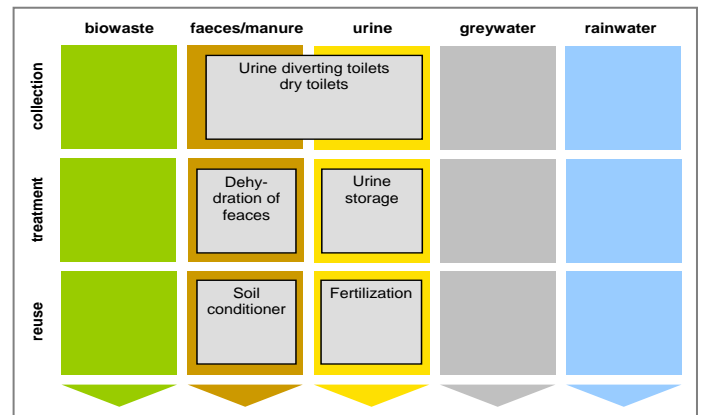 biowaste faeces/manure urine greywater rainwater
collection
Urine diverting toilets
dry toilets
treatment
Dehy-
dration of
feaces
Urine
storage
reuse
Soil
conditioner
Fertilization